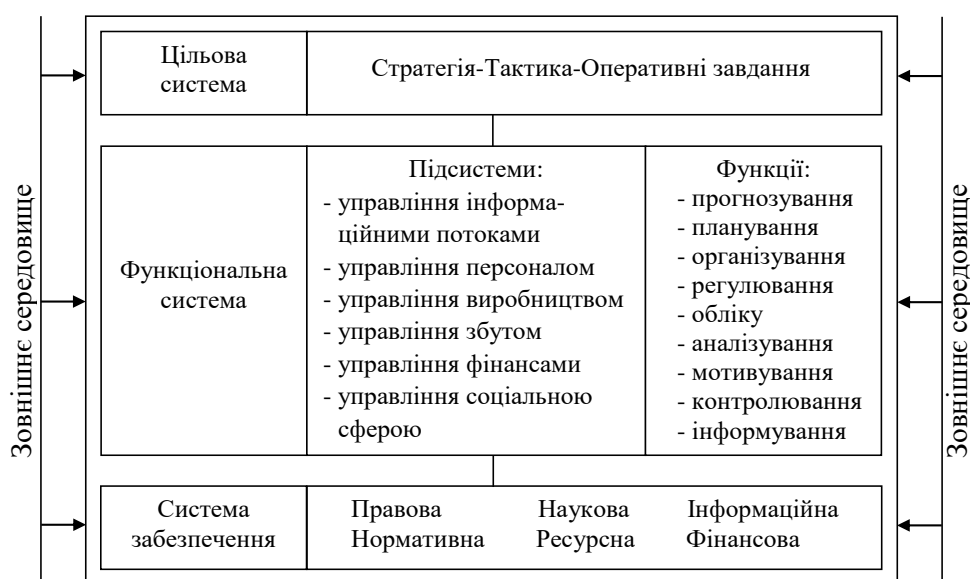 Зовнішнє середовище
Цільова
система
Стратегія-Тактика-Оперативні завдання
Функціональна
система
Підсистеми:
- управління інформа-
ційними потоками
- управління персоналом
- управління виробництвом
- управління збутом
- управління фінансами
- управління соціальною
сферою
Функції:
- прогнозування
- планування
- організування
- регулювання
- обліку
- аналізування
- мотивування
- контролювання
- інформування
Система
забезпечення
Правова Наукова Інформаційна
Нормативна Ресурсна Фінансова
Зовнішнє середовище